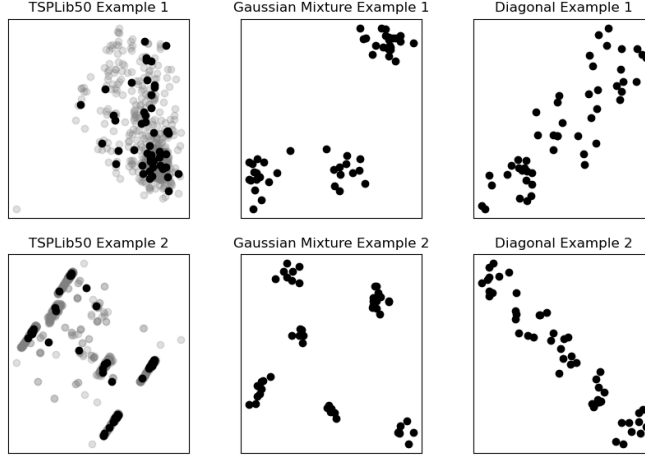 TSPLib50 Example 1
Gaussian Mixture Example 1
Diagonal Example 1
TSPLib50 Example 2
Gaussian Mixture Example 2
Diagonal Example 2